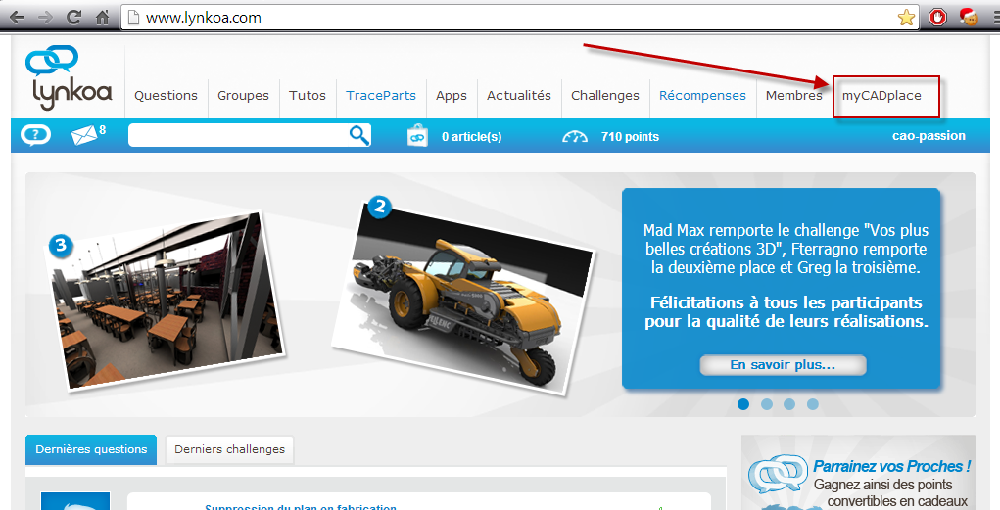 www.lynkoa.com
lynkoa
Questions Groupes Tutos TraceParts Apps Actualités Challenges Récompenses Membres myCADplace
? 8 0 article(s) 710 points cao-passion
3
2
Mad Max remporte le challenge "Vos plus
belles créations 3D", Fterragno remporte
la deuxième place et Greg la troisième.
Félicitations à tous les participants
pour la qualité de leurs réalisations.
En savoir plus...
Dernières questions Derniers challenges
Parrainez vos Proches !
Gagnez ainsi des points
convertibles en cadeaux
Suppression du plan en fabrication